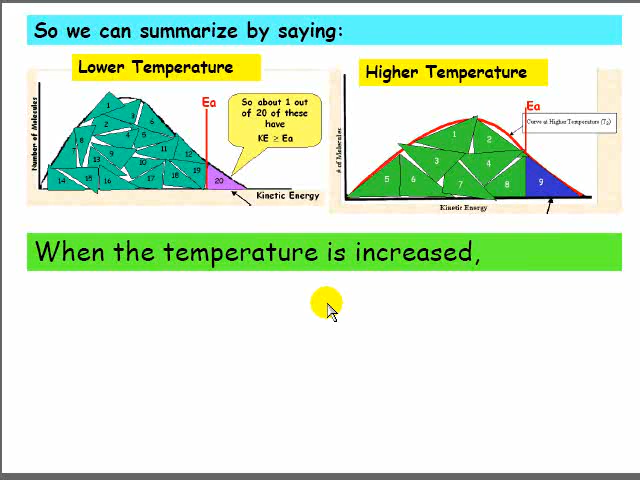 So we can summarize by saying:
Lower Temperature
Higher Temperature
Number of Molecules
Ea
So about 1 out
of 20 of these
have
KE ≥ Ea
1
2
3
4
5
6
8
9
10
11
12
13
14
15
16
17
18
19
20
Kinetic Energy
# of Molecules
Ea
Curve at Higher Temperature (T₂)
1
2
3
4
5
6
7
8
9
Kinetic Energy
When the temperature is increased,